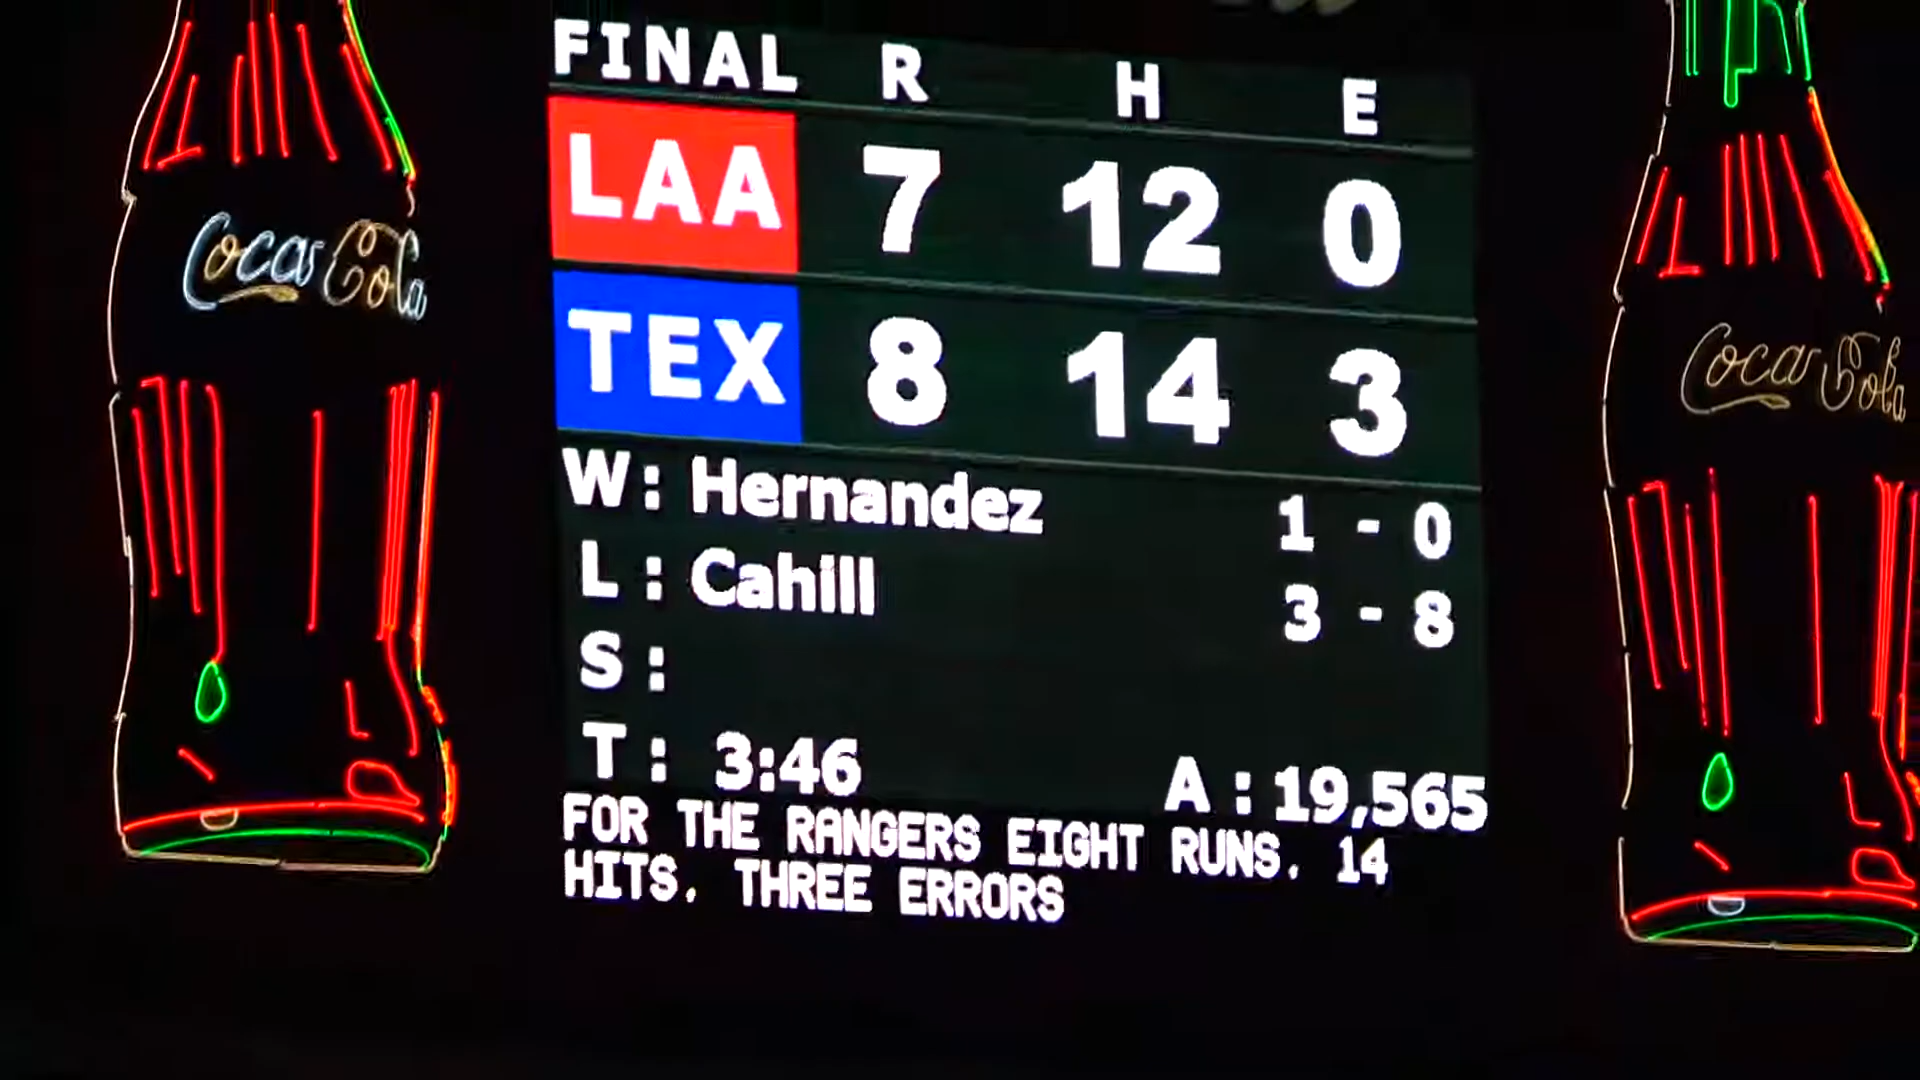 FINAL R H E
LAA 7 12 0
TEX 8 14 3
W: Hernandez 1 - 0
L: Cahill 3 - 8
S:
T: 3:46 A: 19,565
FOR THE RANGERS EIGHT RUNS, 14
HITS, THREE ERRORS
Coca Cola
Coca Cola